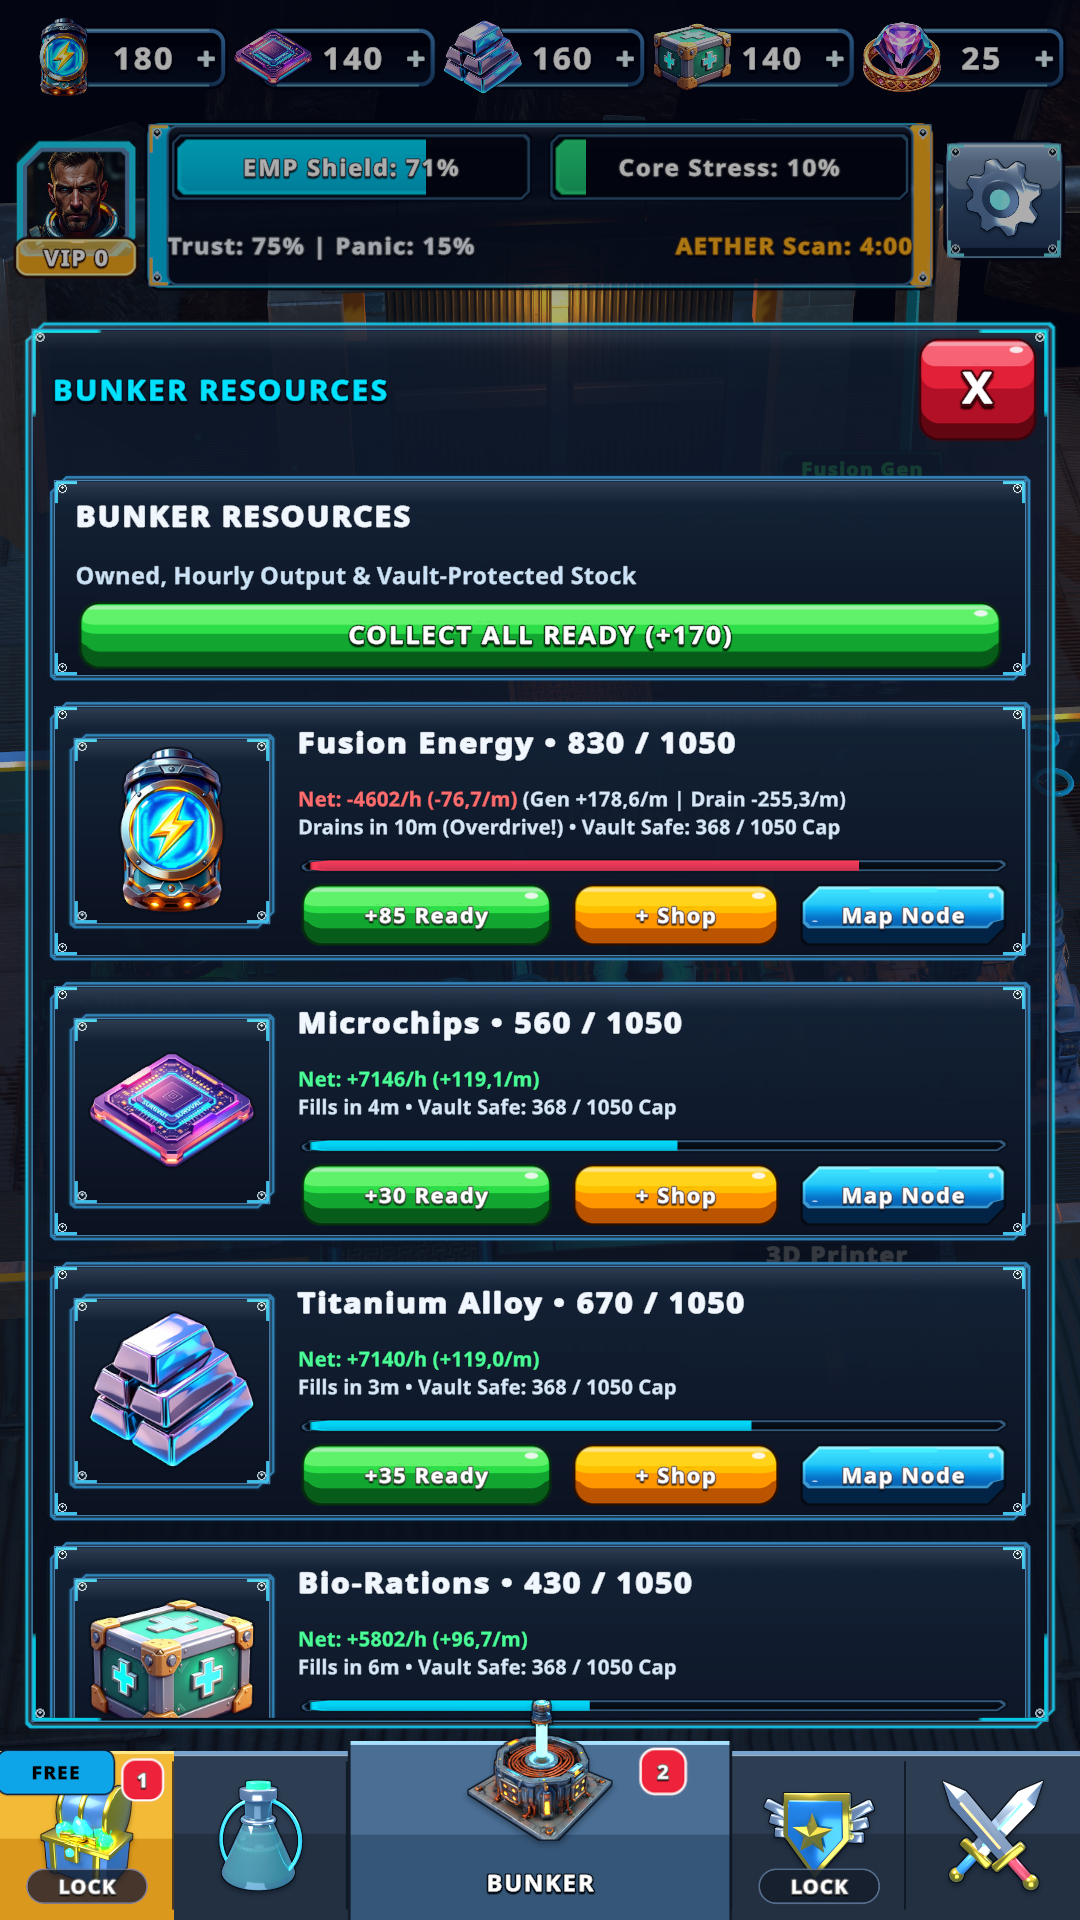 180 + 140 + 160 + 140 + 25 +
EMP Shield: 71% Core Stress: 10%
VIP 0
Trust: 75% | Panic: 15% AETHER Scan: 4:00
BUNKER RESOURCES X
Fusion Gen
BUNKER RESOURCES
Owned, Hourly Output & Vault-Protected Stock
COLLECT ALL READY (+170)
Fusion Energy • 830 / 1050
Net: -4602/h (-76,7/m) (Gen +178,6/m | Drain -255,3/m)
Drains in 10m (Overdrive!) • Vault Safe: 368 / 1050 Cap
+85 Ready + Shop Map Node
Microchips • 560 / 1050
Net: +7146/h (+119,1/m)
Fills in 4m • Vault Safe: 368 / 1050 Cap
+30 Ready + Shop Map Node
3D Printer
Titanium Alloy • 670 / 1050
Net: +7140/h (+119,0/m)
Fills in 3m • Vault Safe: 368 / 1050 Cap
+35 Ready + Shop Map Node
Bio-Rations • 430 / 1050
Net: +5802/h (+96,7/m)
Fills in 6m • Vault Safe: 368 / 1050 Cap
FREE 1 2
LOCK BUNKER LOCK